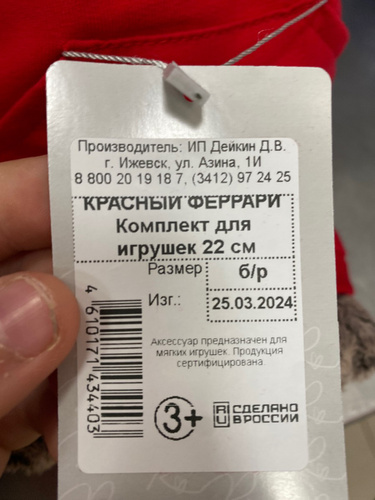 Производитель: ИП Дейкин Д.В.
г. Ижевск, ул. Азина, 1И
8 800 20 19 18 7, (3412) 97 24 25
КРАСНЫЙ ФЕРРАРИ
Комплект для
игрушек 22 см
Размер б/р
Изг.: 25.03.2024
Аксессуар предназначен для
мягких игрушек. Продукция
сертифицирована
4 610171 434403
3+
СДЕЛАНО
В РОССИИ